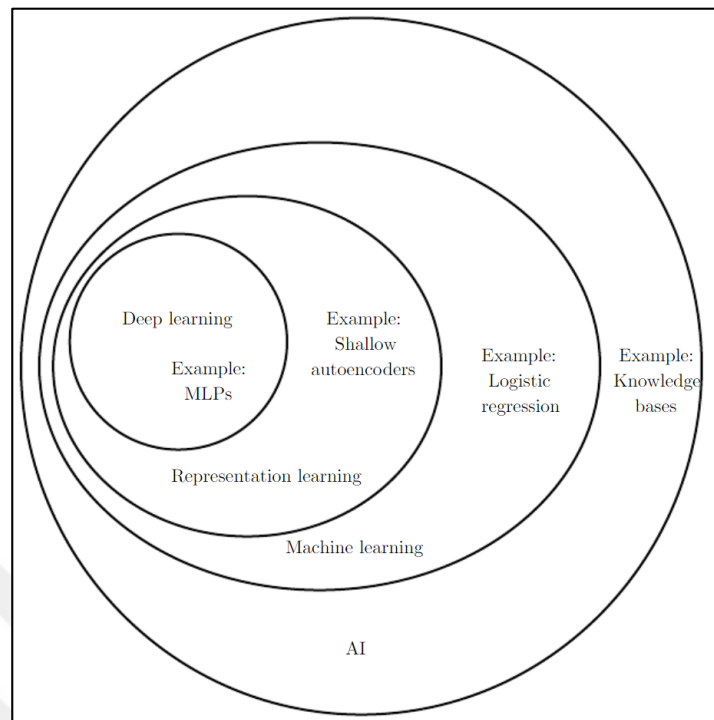 Deep learning
Example:
MLPs
Example:
Shallow
autoencoders
Example:
Logistic
regression
Example:
Knowledge
bases
Representation learning
Machine learning
AI